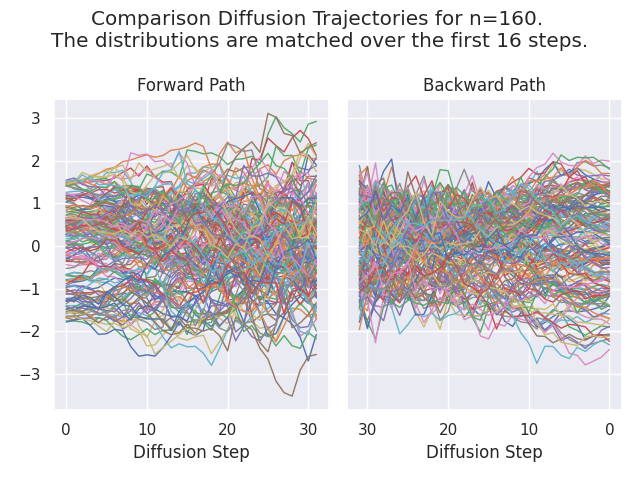 Comparison Diffusion Trajectories for n=160.
The distributions are matched over the first 16 steps.
Forward Path
Backward Path
3
2
1
0
−1
−2
−3
0 10 20 30
30 20 10 0
Diffusion Step
Diffusion Step